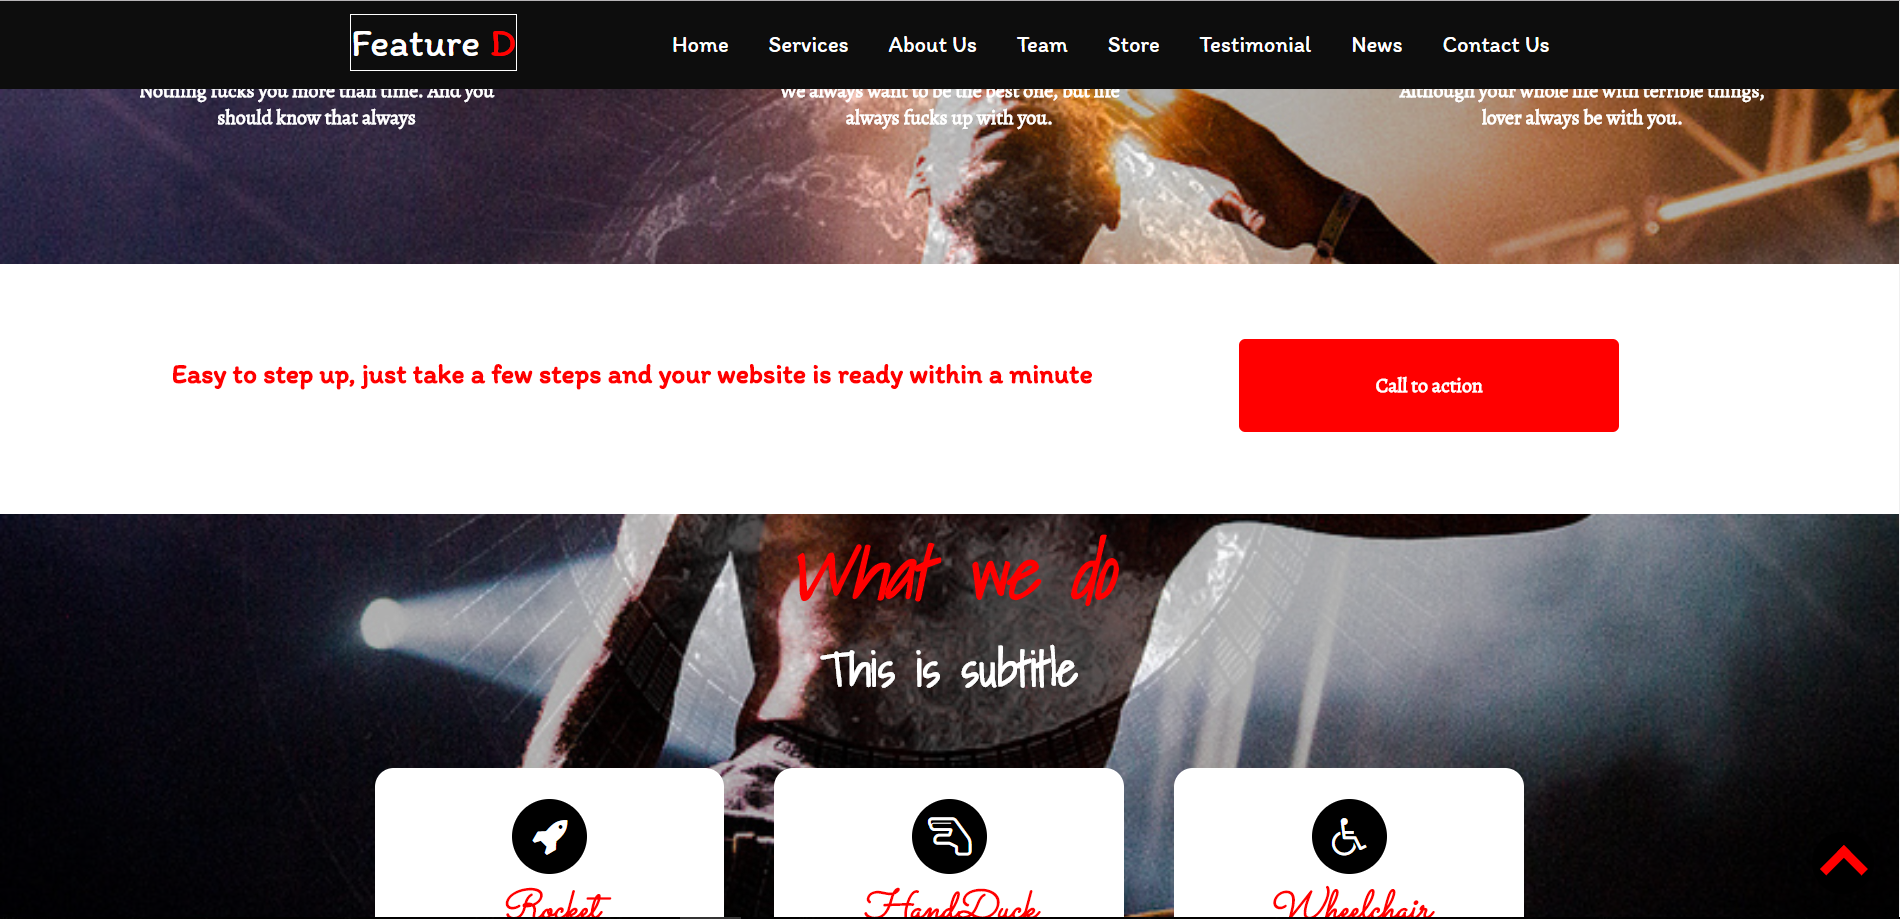 Feature D
Home Services About Us Team Store Testimonial News Contact Us
Nothing fucks you more than time. And you
should know that always
We always want to be the best one, but life
always fucks up with you.
Although your whole life with terrible things,
lover always be with you.
Easy to step up, just take a few steps and your website is ready within a minute
Call to action
What we do
This is subtitle
Rocket
HandDuck
Wheelchair